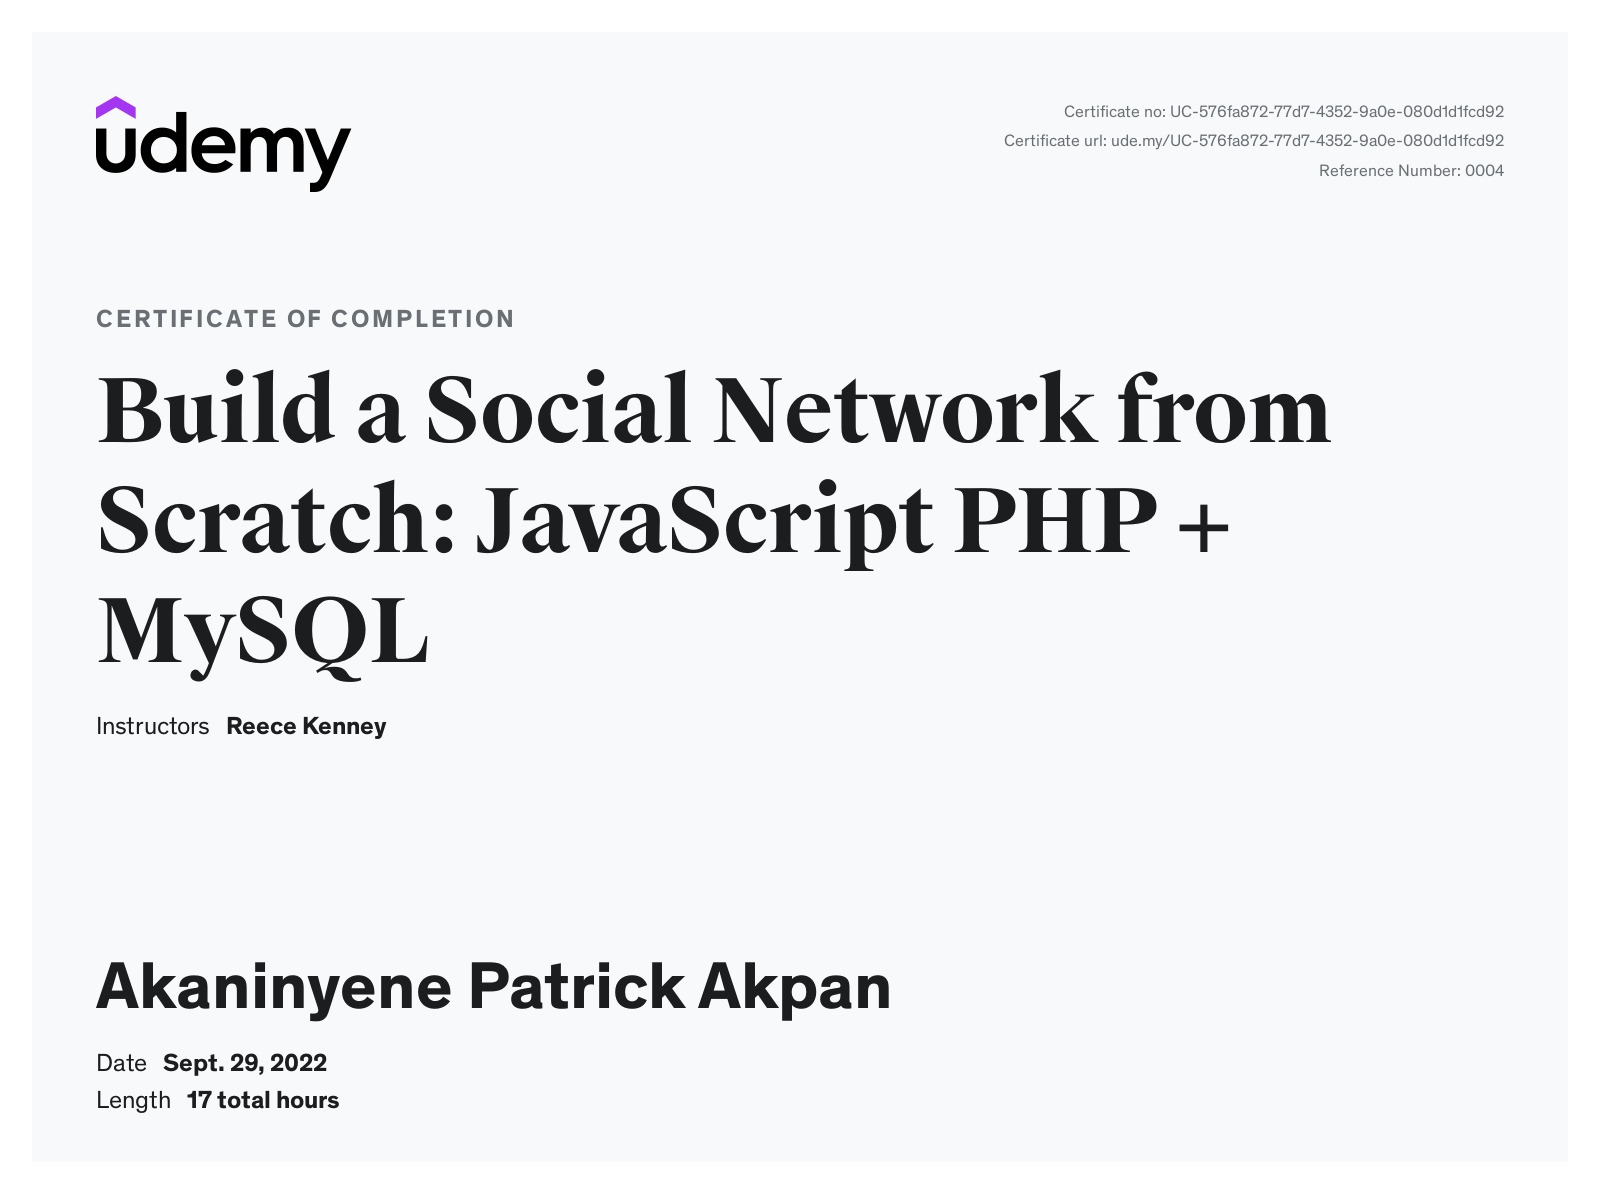 udemy
Certificate no: UC-576fa872-77d7-4352-9a0e-080d1d1fcd92
Certificate url: ude.my/UC-576fa872-77d7-4352-9a0e-080d1d1fcd92
Reference Number: 0004
CERTIFICATE OF COMPLETION
Build a Social Network from
Scratch: JavaScript PHP +
MySQL
Instructors Reece Kenney
Akaninyene Patrick Akpan
Date Sept. 29, 2022
Length 17 total hours